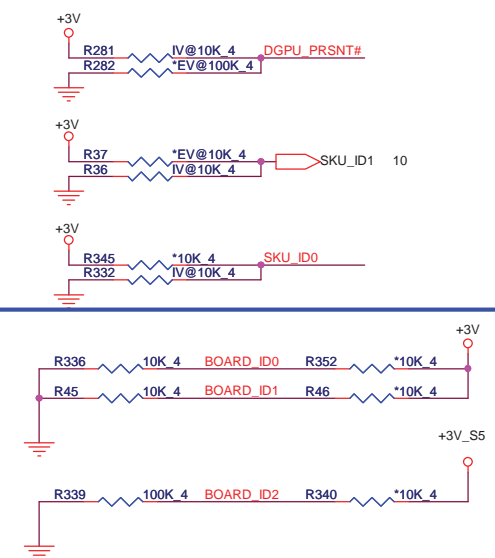 +3V
R281 IV@10K_4 DGPU_PRSNT#
R282 *EV@100K_4
+3V
R37 *EV@10K_4 SKU_ID1 10
R36 IV@10K_4
+3V
R345 *10K_4 SKU_ID0
R332 IV@10K_4
+3V
R336 10K_4 BOARD_ID0 R352 *10K_4
R45 10K_4 BOARD_ID1 R46 *10K_4
+3V_S5
R339 100K_4 BOARD_ID2 R340 *10K_4